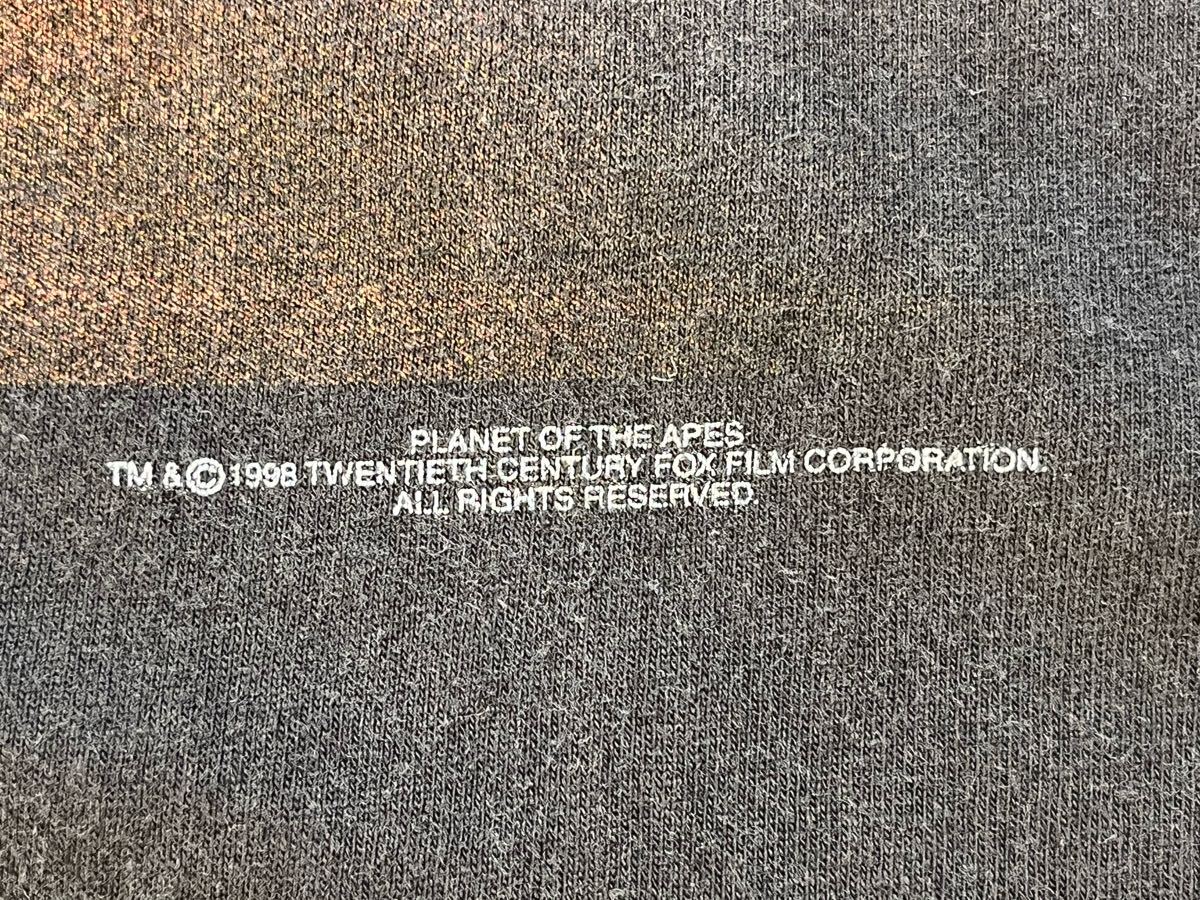 PLANET OF THE APES
TM & © 1998 TWENTIETH CENTURY FOX FILM CORPORATION.
ALL RIGHTS RESERVED.